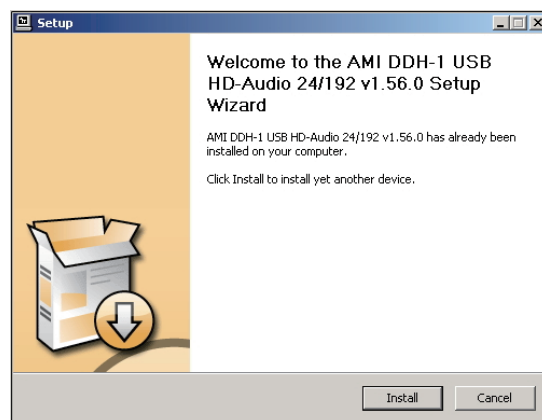 Setup
Welcome to the AMI DDH-1 USB
HD-Audio 24/192 v1.56.0 Setup
Wizard
AMI DDH-1 USB HD-Audio 24/192 v1.56.0 has already been
installed on your computer.
Click Install to install yet another device.
Install
Cancel